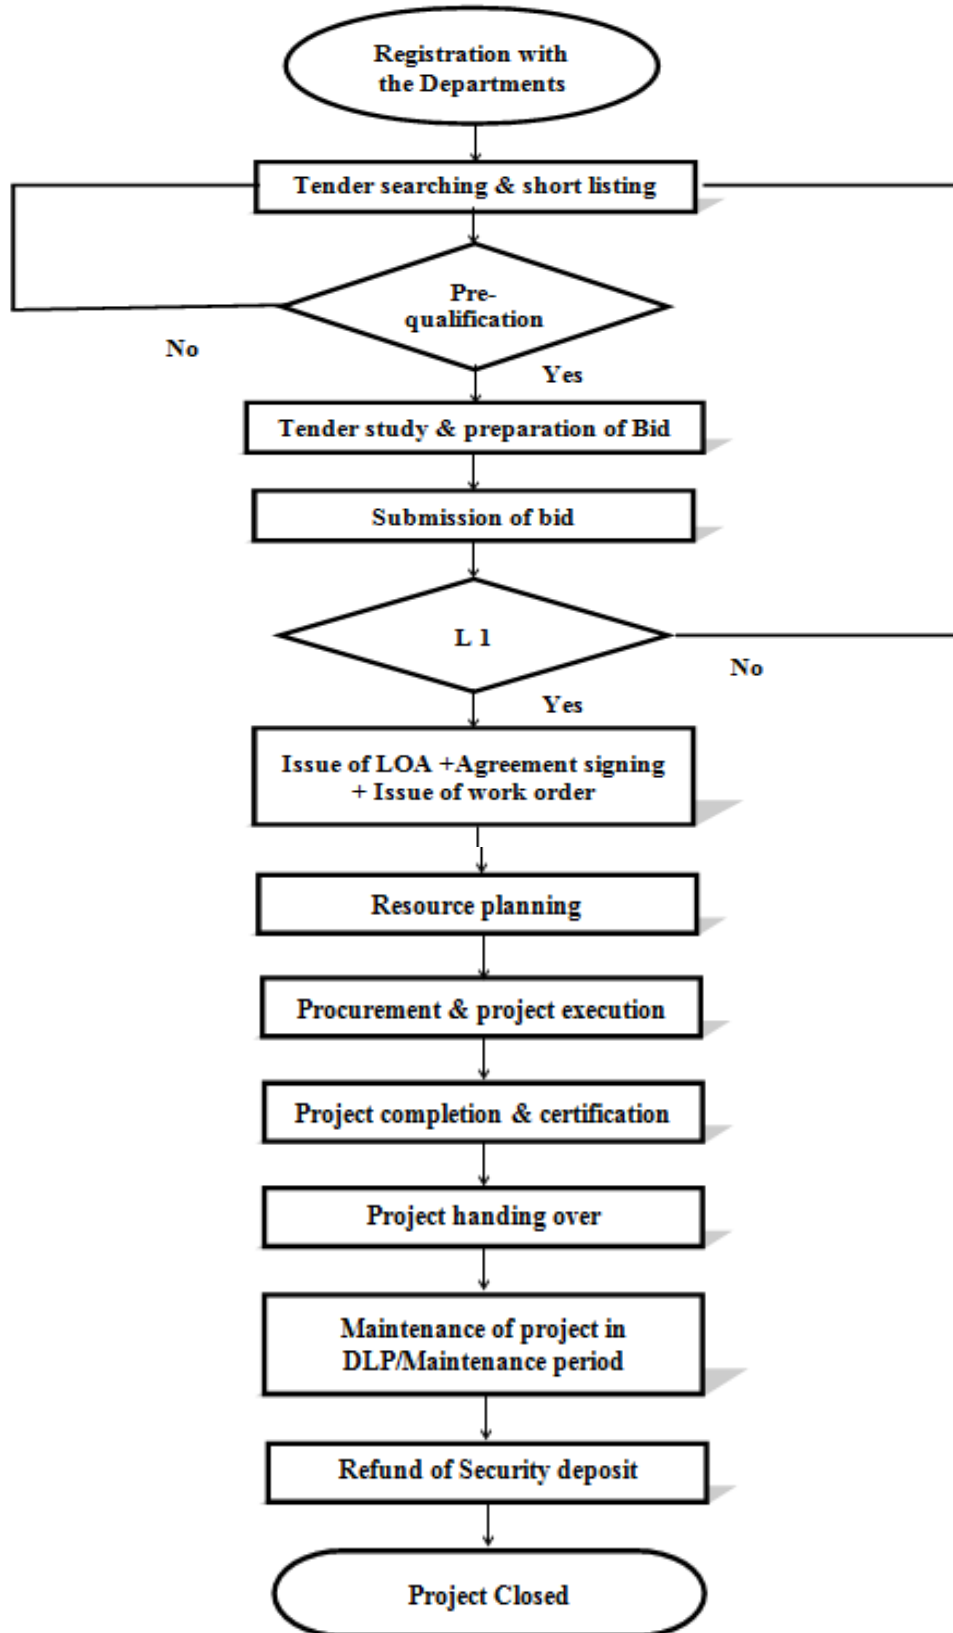 Registration with
the Departments
Tender searching & short listing
Pre-
qualification
No
Yes
Tender study & preparation of Bid
Submission of bid
L 1
No
Yes
Issue of LOA +Agreement signing
+ Issue of work order
Resource planning
Procurement & project execution
Project completion & certification
Project handing over
Maintenance of project in
DLP/Maintenance period
Refund of Security deposit
Project Closed